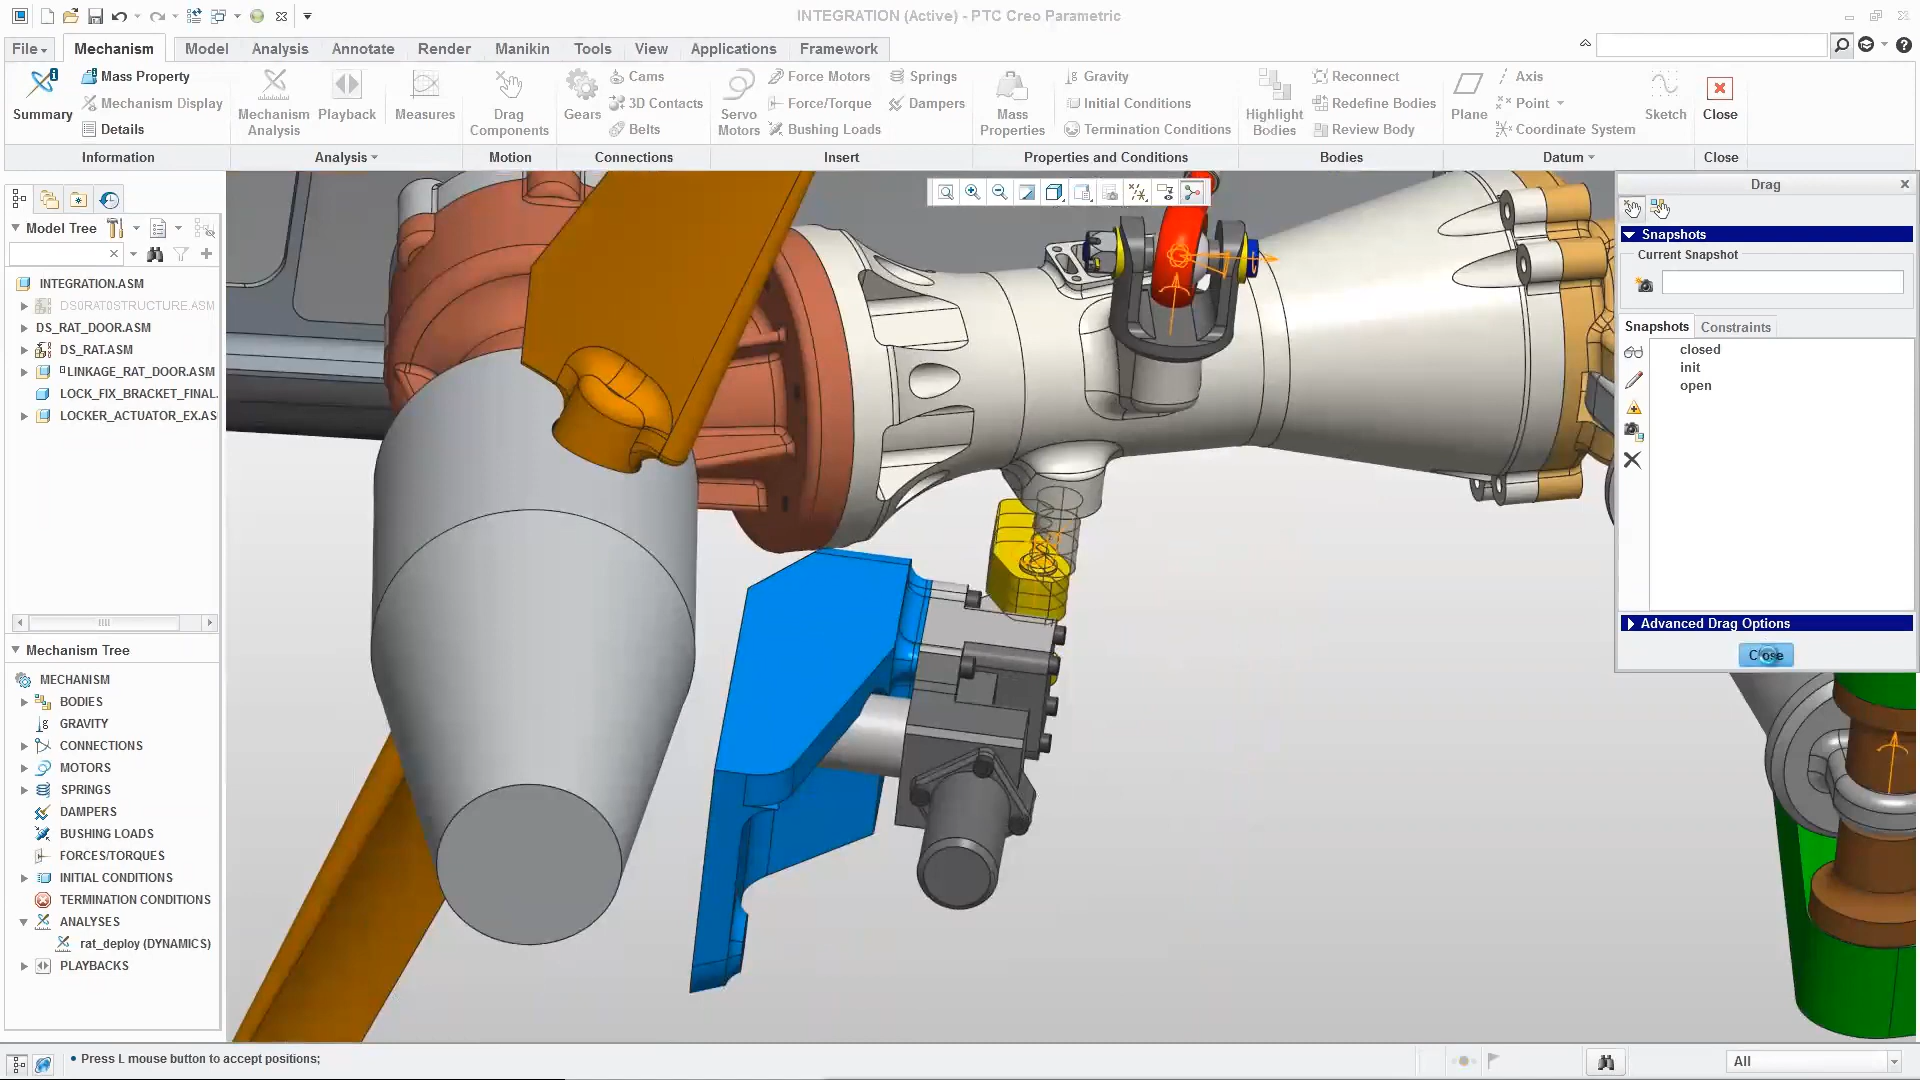 INTEGRATION (Active) - PTC Creo Parametric
File
Mechanism
Model
Analysis
Annotate
Render
Manikin
Tools
View
Applications
Framework
Summary
Mass Property
Mechanism Display
Details
Information
Mechanism Analysis
Playback
Measures
Analysis
Drag Components
Motion
Gears
Cams
3D Contacts
Belts
Connections
Servo Motors
Force Motors
Force/Torque
Bushing Loads
Springs
Dampers
Insert
Mass Properties
Gravity
Initial Conditions
Termination Conditions
Properties and Conditions
Highlight Bodies
Reconnect
Redefine Bodies
Review Body
Bodies
Plane
Axis
Point
Coordinate System
Sketch
Datum
Close
Close
Model Tree
INTEGRATION.ASM
DS0RAT0STRUCTURE.ASM
DS_RAT_DOOR.ASM
DS_RAT.ASM
LINKAGE_RAT_DOOR.ASM
LOCK_FIX_BRACKET_FINAL.
LOCKER_ACTUATOR_EX.AS
Mechanism Tree
MECHANISM
BODIES
GRAVITY
CONNECTIONS
MOTORS
SPRINGS
DAMPERS
BUSHING LOADS
FORCES/TORQUES
INITIAL CONDITIONS
TERMINATION CONDITIONS
ANALYSES
rat_deploy (DYNAMICS)
PLAYBACKS
Drag
Snapshots
Current Snapshot
Snapshots
Constraints
closed
init
open
Advanced Drag Options
Close
• Press L mouse button to accept positions;
All